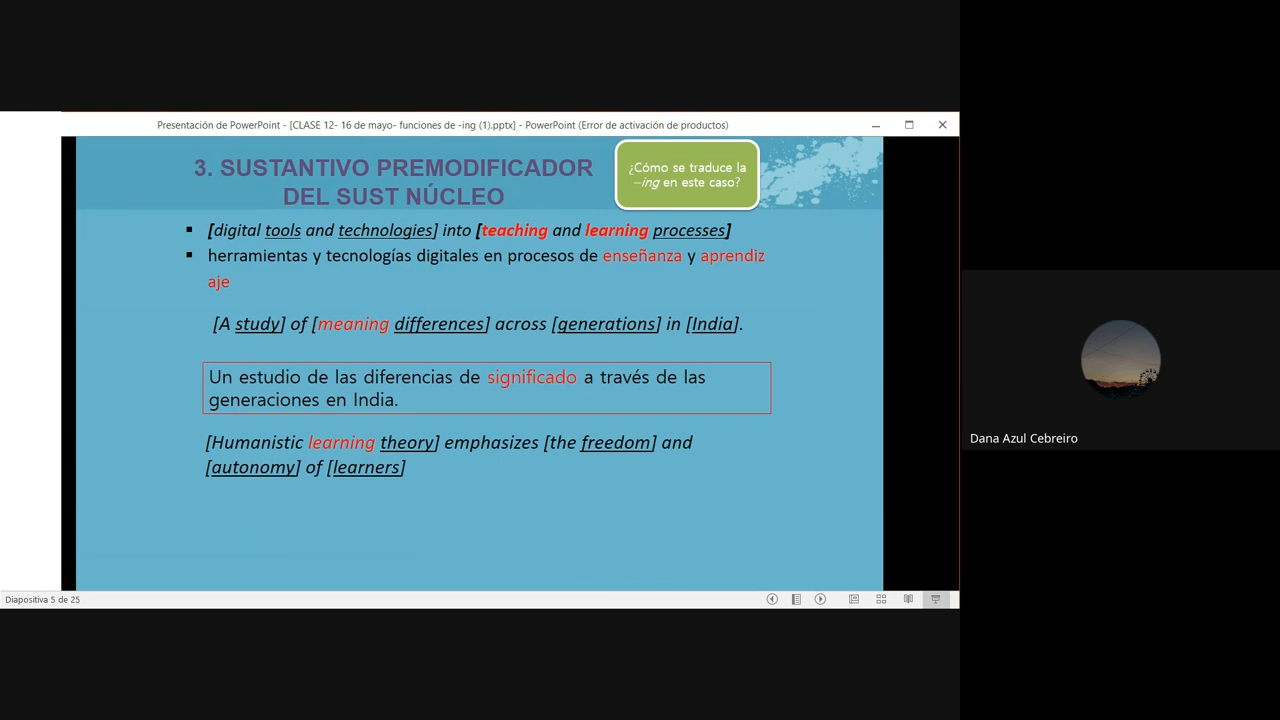 Presentación de PowerPoint - [CLASE 12- 16 de mayo- funciones de -ing (1).pptx] - PowerPoint (Error de activación de productos)
3. SUSTANTIVO PREMODIFICADOR
DEL SUST NÚCLEO
¿Cómo se traduce la
–ing en este caso?
▪ [digital tools and technologies] into [teaching and learning processes]
▪ herramientas y tecnologías digitales en procesos de enseñanza y aprendiz
aje
[A study] of [meaning differences] across [generations] in [India].
Un estudio de las diferencias de significado a través de las
generaciones en India.
[Humanistic learning theory] emphasizes [the freedom] and
[autonomy] of [learners]
Dana Azul Cebreiro
Diapositiva 5 de 25